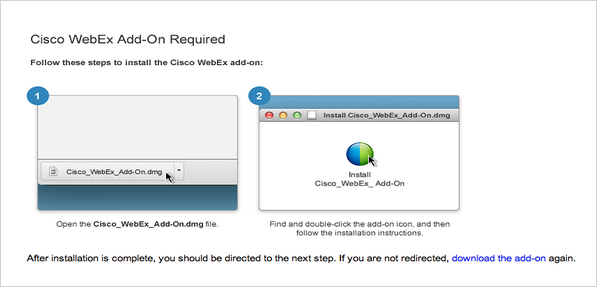 Cisco WebEx Add-On Required
Follow these steps to install the Cisco WebEx add-on:
1
Cisco_WebEx_Add-On.dmg
Open the Cisco_WebEx_Add-On.dmg file.
2
Install Cisco_WebEx_Add-On.dmg
Install
Cisco_WebEx_ Add-On
Find and double-click the add-on icon, and then
follow the installation instructions.
After installation is complete, you should be directed to the next step. If you are not redirected, download the add-on again.